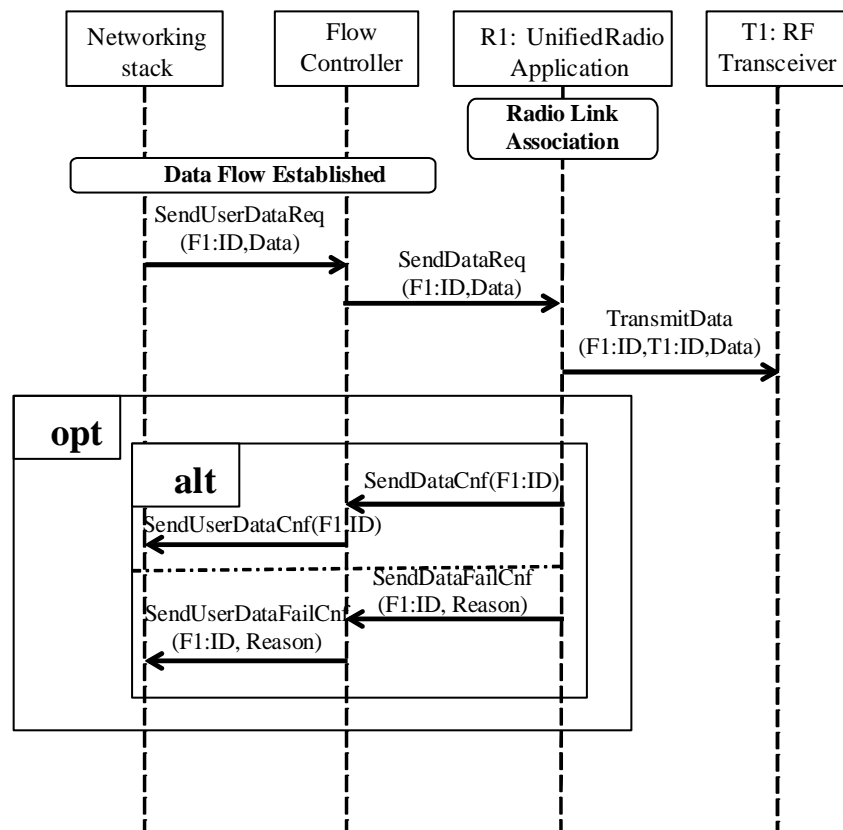 Networking
stack
Flow
Controller
R1: UnifiedRadio
Application
T1: RF
Transceiver
Radio Link
Association
Data Flow Established
SendUserDataReq
(F1:ID,Data)
SendDataReq
(F1:ID,Data)
TransmitData
(F1:ID,T1:ID,Data)
opt
alt
SendDataCnf(F1:ID)
SendUserDataCnf(F1:ID)
SendDataFailCnf
(F1:ID, Reason)
SendUserDataFailCnf
(F1:ID, Reason)